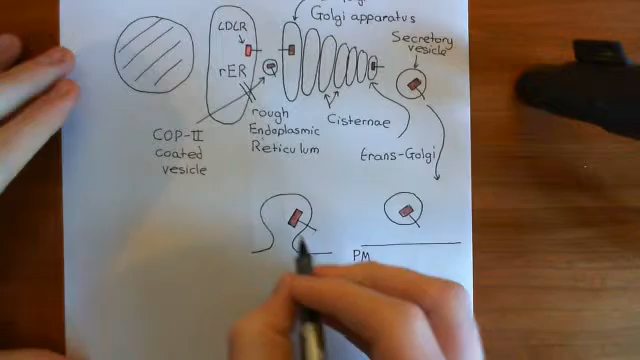 Golgi apparatus
LDLR
rER
Secretory
vesicle
rough
Endoplasmic
Reticulum
Cisternae
COP-II
coated
vesicle
trans-Golgi
PM